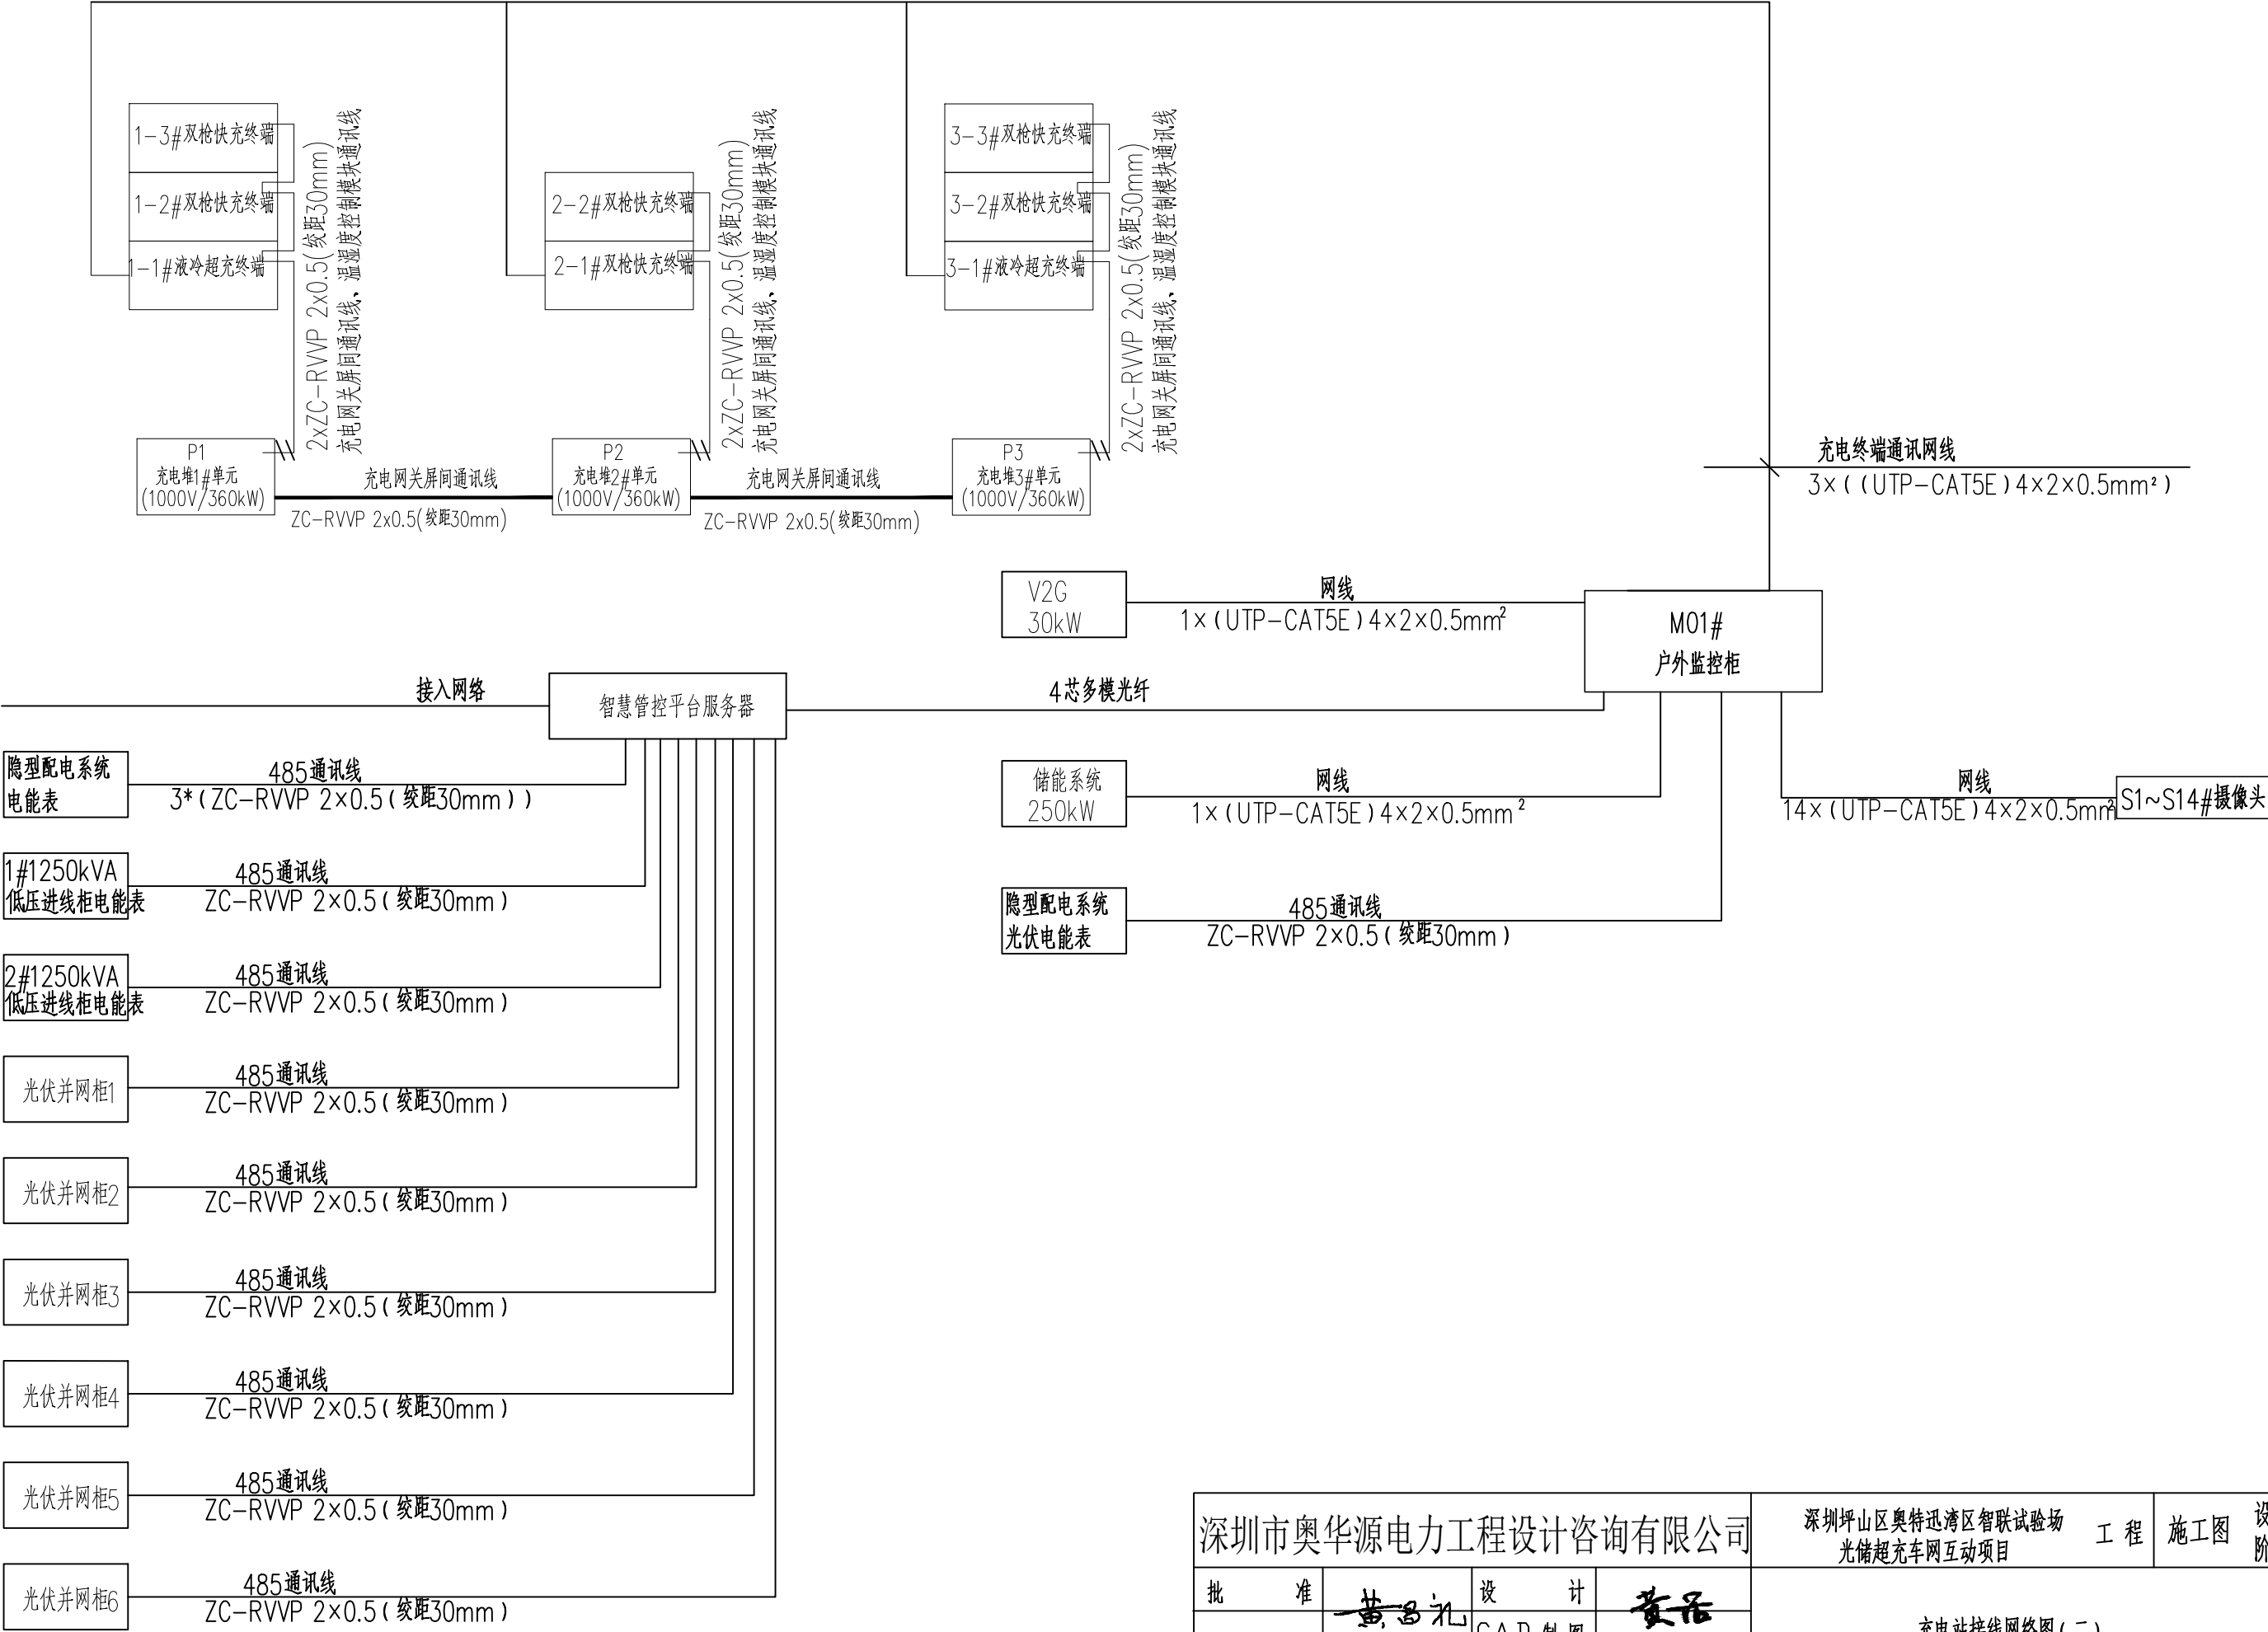 1-3#双枪快充终端
1-2#双枪快充终端
1-1#液冷超充终端
2xZC-RVVP 2x0.5(绞距30mm)
充电网关屏间通讯线、温湿度控制模块通讯线
2-2#双枪快充终端
2-1#双枪快充终端
2xZC-RVVP 2x0.5(绞距30mm)
充电网关屏间通讯线、温湿度控制模块通讯线
3-3#双枪快充终端
3-2#双枪快充终端
3-1#液冷超充终端
2xZC-RVVP 2x0.5(绞距30mm)
充电网关屏间通讯线、温湿度控制模块通讯线
P1
充电堆1#单元
(1000V/360kW)
充电网关屏间通讯线
ZC-RVVP 2x0.5(绞距30mm)
P2
充电堆2#单元
(1000V/360kW)
充电网关屏间通讯线
ZC-RVVP 2x0.5(绞距30mm)
P3
充电堆3#单元
(1000V/360kW)
充电终端通讯网线
3×((UTP-CAT5E)4×2×0.5mm²)
V2G
30kW
网线
1×(UTP-CAT5E)4×2×0.5mm²
M01#
户外监控柜
接入网络
智慧管控平台服务器
4芯多模光纤
隐型配电系统
电能表
485通讯线
3*(ZC-RVVP 2×0.5(绞距30mm))
储能系统
250kW
网线
1×(UTP-CAT5E)4×2×0.5mm²
网线
14×(UTP-CAT5E)4×2×0.5mm²
S1~S14#摄像头
1#1250kVA
低压进线柜电能表
485通讯线
ZC-RVVP 2×0.5(绞距30mm)
隐型配电系统
光伏电能表
485通讯线
ZC-RVVP 2×0.5(绞距30mm)
2#1250kVA
低压进线柜电能表
485通讯线
ZC-RVVP 2×0.5(绞距30mm)
光伏并网柜1
485通讯线
ZC-RVVP 2×0.5(绞距30mm)
光伏并网柜2
485通讯线
ZC-RVVP 2×0.5(绞距30mm)
光伏并网柜3
485通讯线
ZC-RVVP 2×0.5(绞距30mm)
光伏并网柜4
485通讯线
ZC-RVVP 2×0.5(绞距30mm)
光伏并网柜5
485通讯线
ZC-RVVP 2×0.5(绞距30mm)
光伏并网柜6
485通讯线
ZC-RVVP 2×0.5(绞距30mm)
深圳市奥华源电力工程设计咨询有限公司
深圳坪山区奥特迅湾区智联试验场
光储超充车网互动项目
工程
施工图
批准
黄昌礼
设计
CAD制图
充电站接线网络图(二)